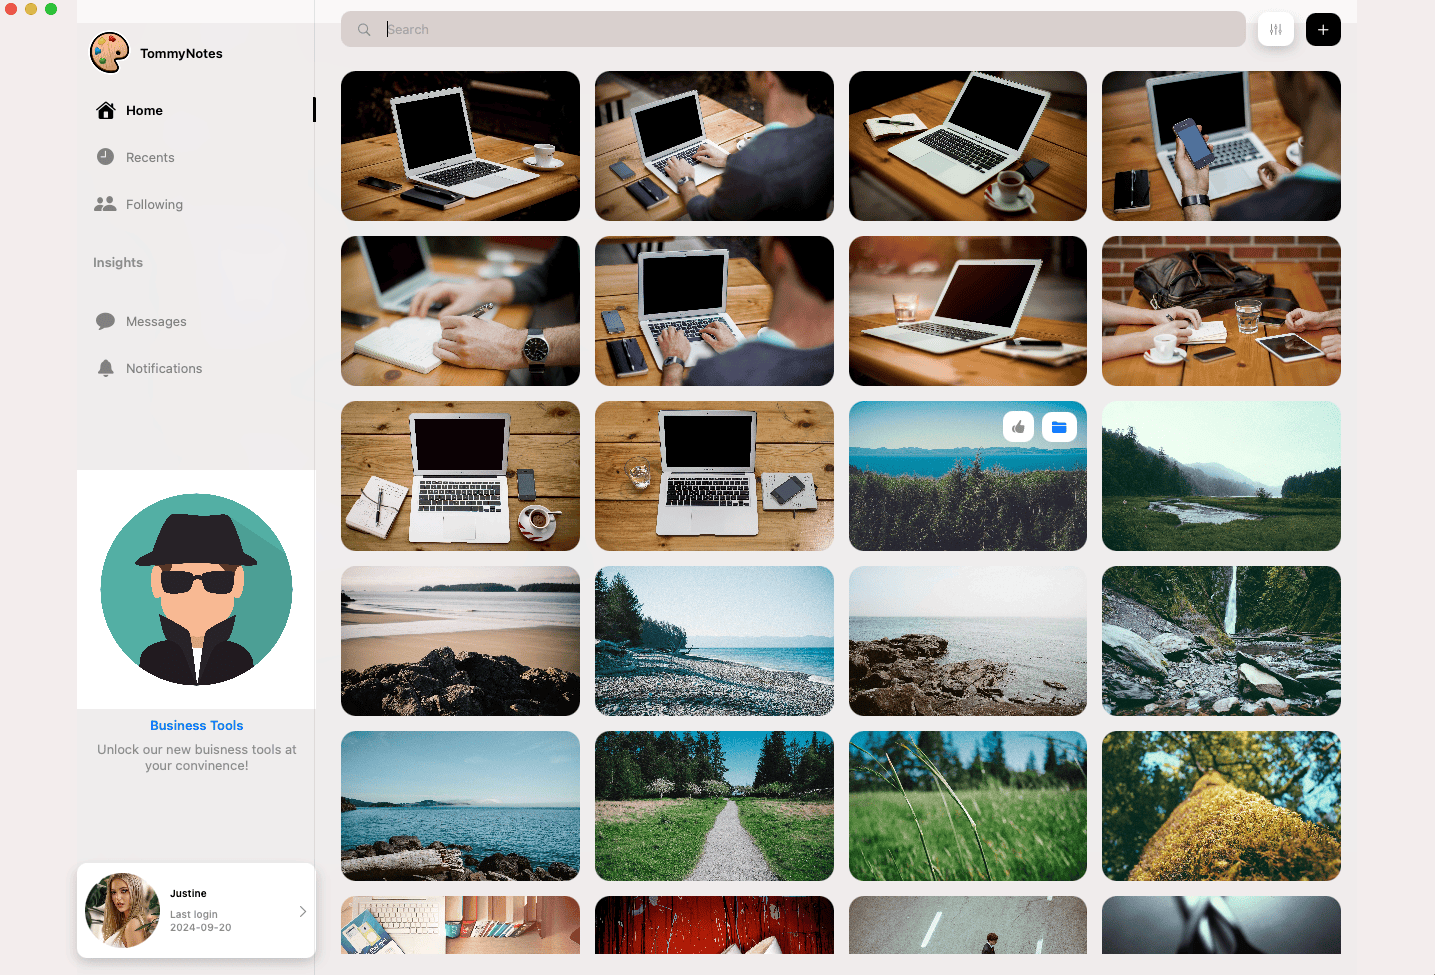 TommyNotes
Home
Recents
Following
Insights
Messages
Notifications
Business Tools
Unlock our new buisness tools at
your convinence!
Justine
Last login
2024-09-20
Search